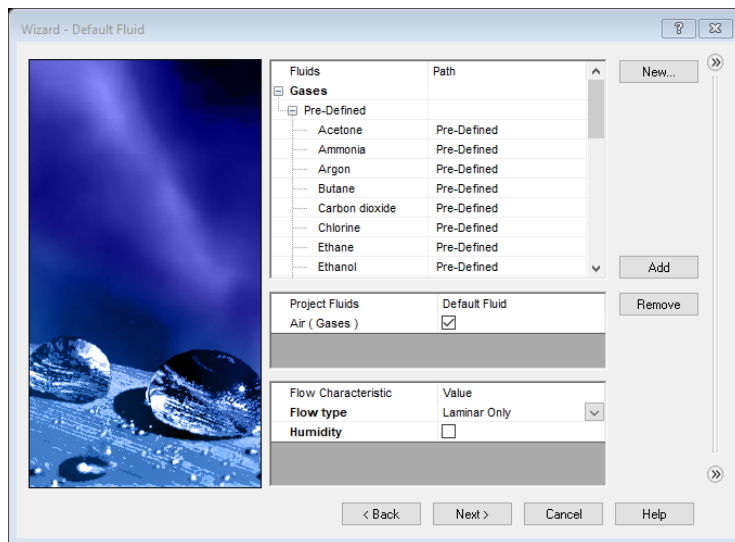 Wizard - Default Fluid
Fluids Path
Gases
Pre-Defined
Acetone Pre-Defined
Ammonia Pre-Defined
Argon Pre-Defined
Butane Pre-Defined
Carbon dioxide Pre-Defined
Chlorine Pre-Defined
Ethane Pre-Defined
Ethanol Pre-Defined
New...
Add
Project Fluids Default Fluid
Air ( Gases )
Remove
Flow Characteristic Value
Flow type Laminar Only
Humidity
< Back Next > Cancel Help